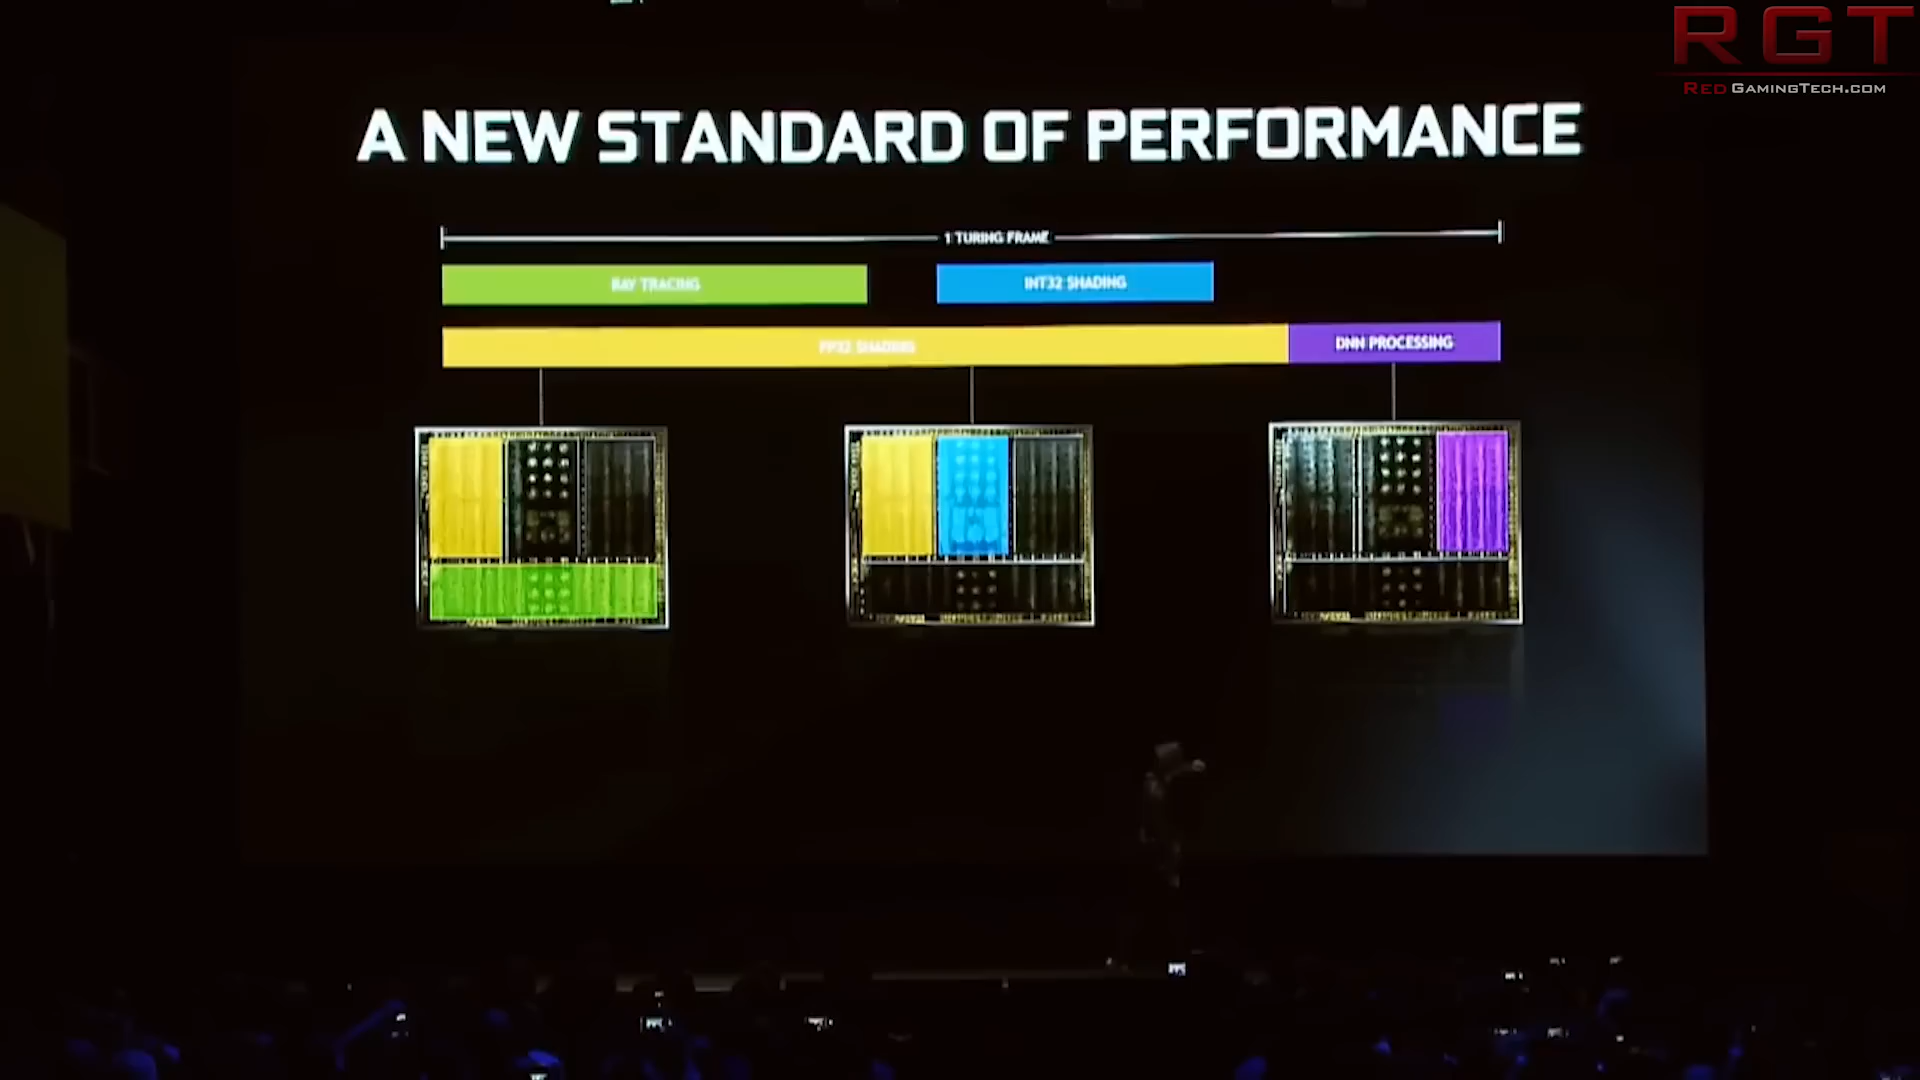 RGT
RED GAMINGTECH.COM
A NEW STANDARD OF PERFORMANCE
1 TURING FRAME
RAY TRACING
INT32 SHADING
FP32 SHADING
DNN PROCESSING